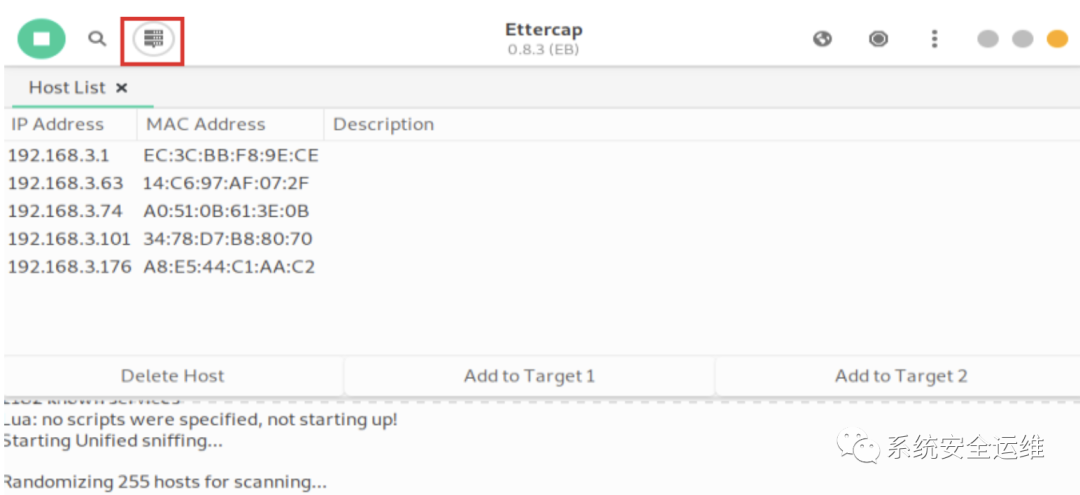 Ettercap
0.8.3 (EB)
Host List ×
IP Address MAC Address Description
192.168.3.1 EC:3C:BB:F8:9E:CE
192.168.3.63 14:C6:97:AF:07:2F
192.168.3.74 A0:51:0B:61:3E:0B
192.168.3.101 34:78:D7:B8:80:70
192.168.3.176 A8:E5:44:C1:AA:C2
Delete Host Add to Target 1 Add to Target 2
known services
Lua: no scripts were specified, not starting up!
Starting Unified sniffing...
Randomizing 255 hosts for scanning...
系统安全运维